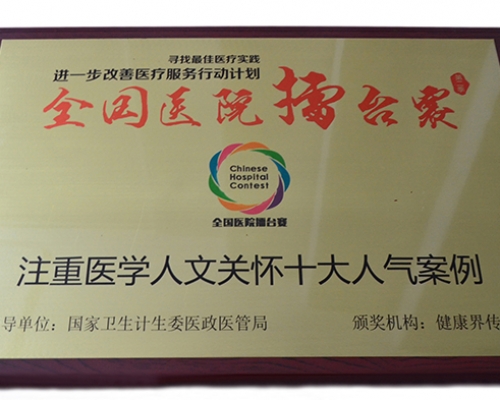 寻找最佳医疗实践
进一步改善医疗服务行动计划
全国医院擂台赛
Chinese
Hospital
Contest
全国医院擂台赛
注重医学人文关怀十大人气案例
导单位：国家卫生计生委医政医管局 颁奖机构：健康界传